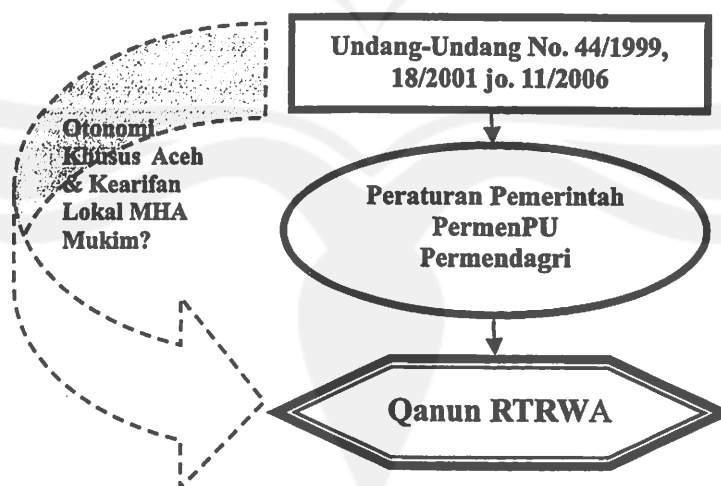 Undang-Undang No. 44/1999,
18/2001 jo. 11/2006
Otonomi
Khusus Aceh
& Kearifan
Lokal MHA
Mukim?
Peraturan Pemerintah
PermenPU
Permendagri
Qanun RTRWA